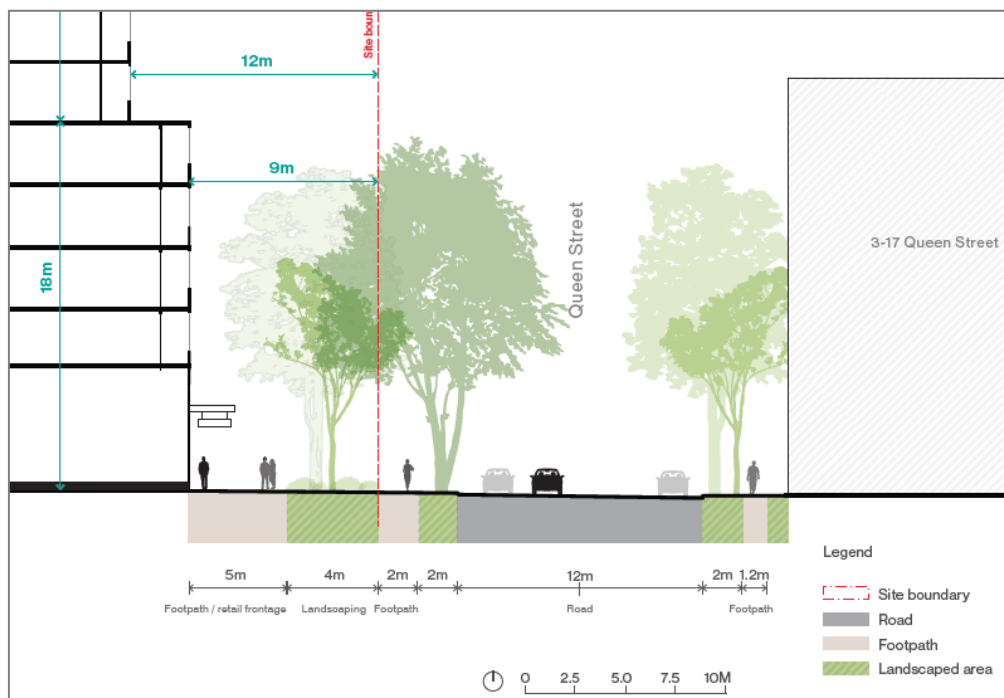 Site boun
12m
9m
18m
Queen Street
3-17 Queen Street
5m 4m 2m 2m 12m 2m 1.2m
Footpath / retail frontage Landscaping Footpath Road Footpath
Legend
Site boundary
Road
Footpath
Landscaped area
0 2.5 5.0 7.5 10M